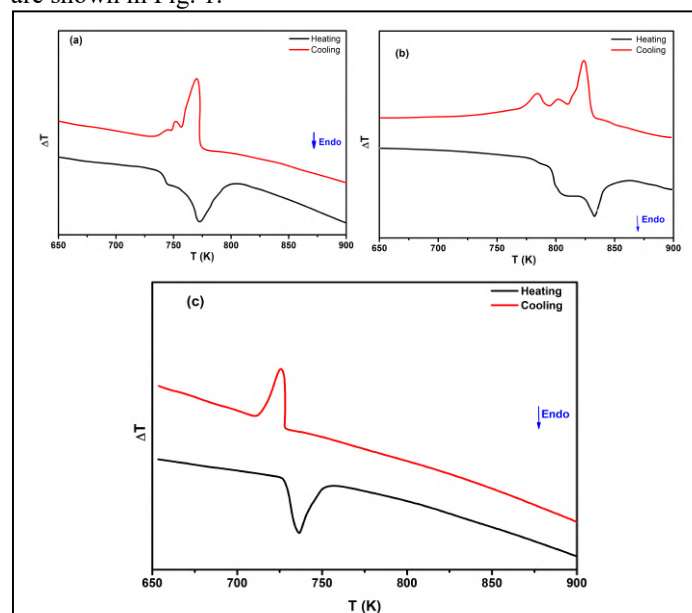 are shown in Fig. 1.
(a)
Heating
Cooling
Endo
ΔT
650 700 750 800 850 900
T (K)
(b)
Heating
Cooling
Endo
ΔT
650 700 750 800 850 900
T (K)
(c)
Heating
Cooling
Endo
ΔT
650 700 750 800 850 900
T (K)